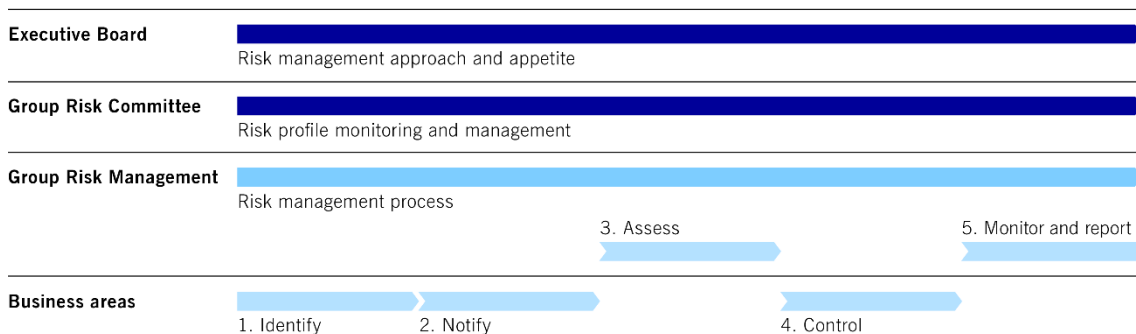 Executive Board
Risk management approach and appetite
Group Risk Committee
Risk profile monitoring and management
Group Risk Management
Risk management process
3. Assess
5. Monitor and report
Business areas
1. Identify
2. Notify
4. Control